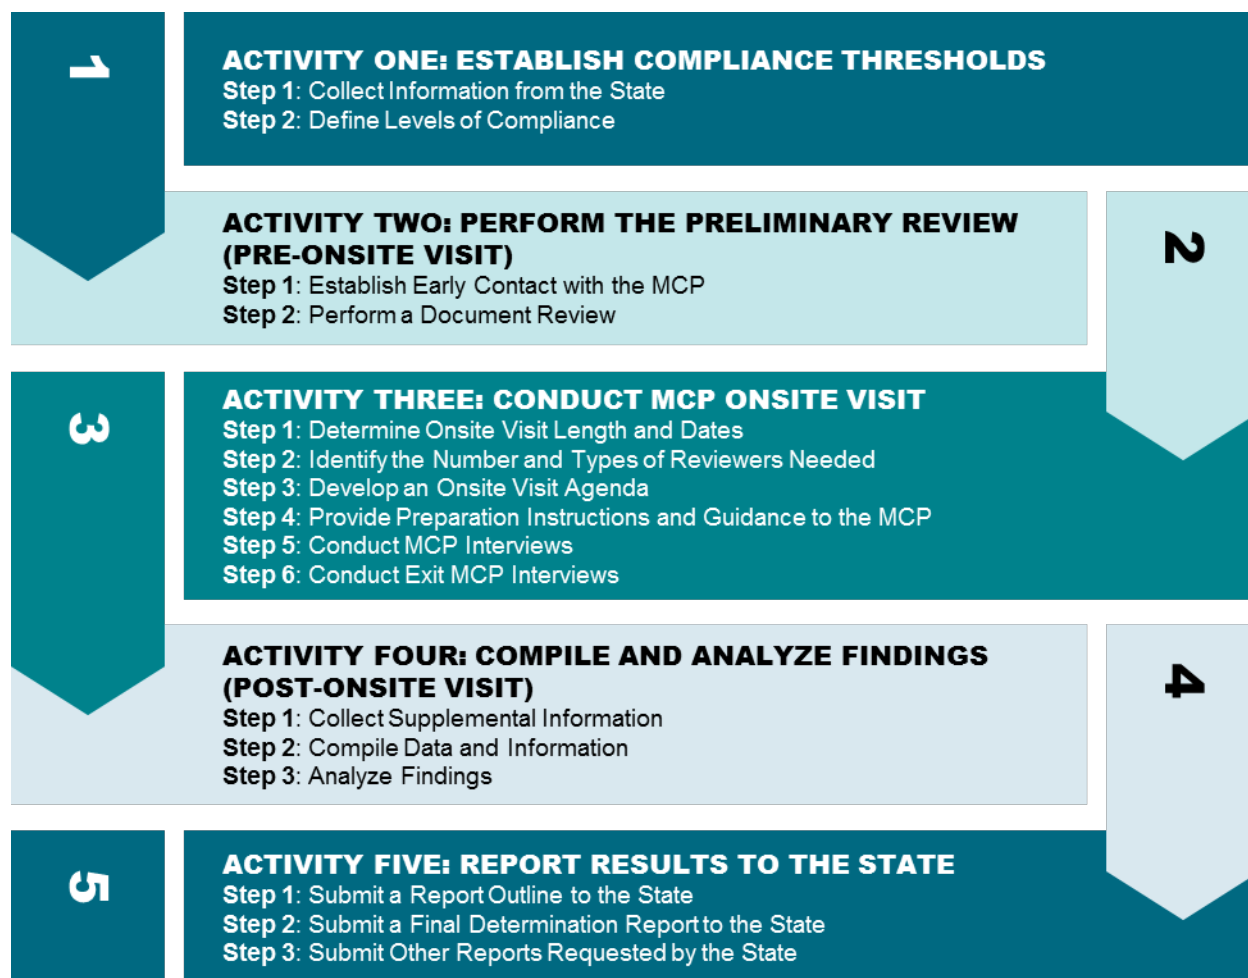 1
ACTIVITY ONE: ESTABLISH COMPLIANCE THRESHOLDS
Step 1: Collect Information from the State
Step 2: Define Levels of Compliance
2
ACTIVITY TWO: PERFORM THE PRELIMINARY REVIEW
(PRE-ONSITE VISIT)
Step 1: Establish Early Contact with the MCP
Step 2: Perform a Document Review
3
ACTIVITY THREE: CONDUCT MCP ONSITE VISIT
Step 1: Determine Onsite Visit Length and Dates
Step 2: Identify the Number and Types of Reviewers Needed
Step 3: Develop an Onsite Visit Agenda
Step 4: Provide Preparation Instructions and Guidance to the MCP
Step 5: Conduct MCP Interviews
Step 6: Conduct Exit MCP Interviews
4
ACTIVITY FOUR: COMPILE AND ANALYZE FINDINGS
(POST-ONSITE VISIT)
Step 1: Collect Supplemental Information
Step 2: Compile Data and Information
Step 3: Analyze Findings
5
ACTIVITY FIVE: REPORT RESULTS TO THE STATE
Step 1: Submit a Report Outline to the State
Step 2: Submit a Final Determination Report to the State
Step 3: Submit Other Reports Requested by the State